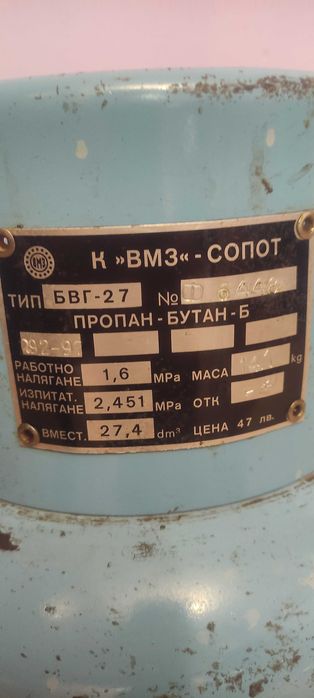 К »ВМЗ« - СОПОТ
ТИП БВГ-27 №
ПРОПАН-БУТАН-Б
РАБОТНО НАЛЯГАНЕ 1,6 MPa МАСА kg
ИЗПИТАТ. НАЛЯГАНЕ 2,451 MPa ОТК
ВМЕСТ. 27,4 dm³ ЦЕНА 47 лв.